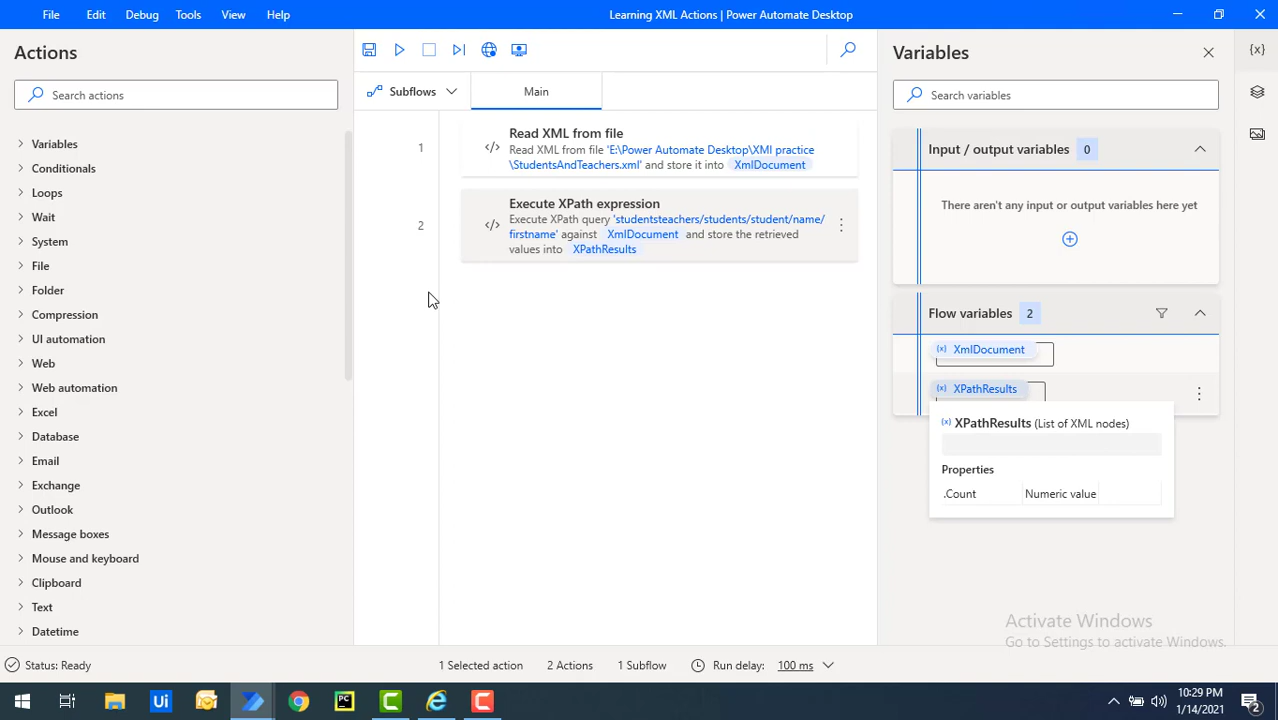 File Edit Debug Tools View Help
Learning XML Actions | Power Automate Desktop
Actions
Search actions
Variables
Conditionals
Loops
Wait
System
File
Folder
Compression
UI automation
Web
Web automation
Excel
Database
Email
Exchange
Outlook
Message boxes
Mouse and keyboard
Clipboard
Text
Datetime
Subflows
Main
1
Read XML from file
Read XML from file 'E:\Power Automate Desktop\XMl practice
\StudentsAndTeachers.xml' and store it into XmlDocument
2
Execute XPath expression
Execute XPath query 'studentsteachers/students/student/name/
firstname' against XmlDocument and store the retrieved
values into XPathResults
Variables
{x}
Search variables
Input / output variables 0
There aren't any input or output variables here yet
Flow variables 2
{x} XmlDocument
{x} XPathResults
{x} XPathResults (List of XML nodes)
Properties
.Count Numeric value
Activate Windows
Go to Settings to activate Windows.
Status: Ready
1 Selected action
2 Actions
1 Subflow
Run delay: 100 ms
Ui
PC
C
C
10:29 PM
1/14/2021
2